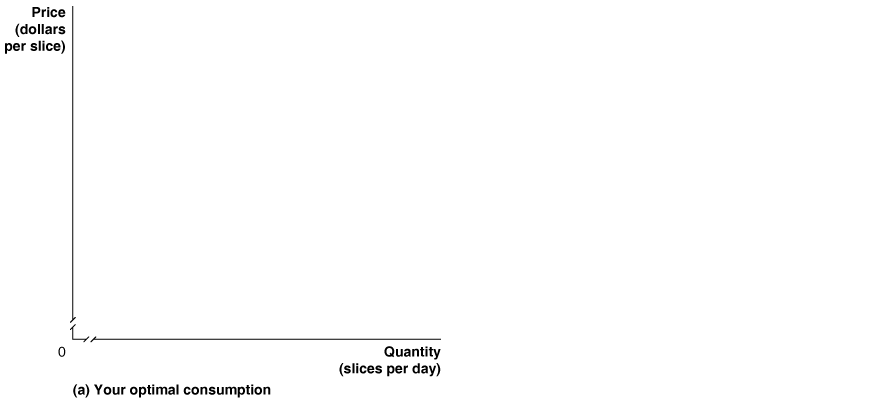 Price
(dollars
per slice)
0
Quantity
(slices per day)
(a) Your optimal consumption